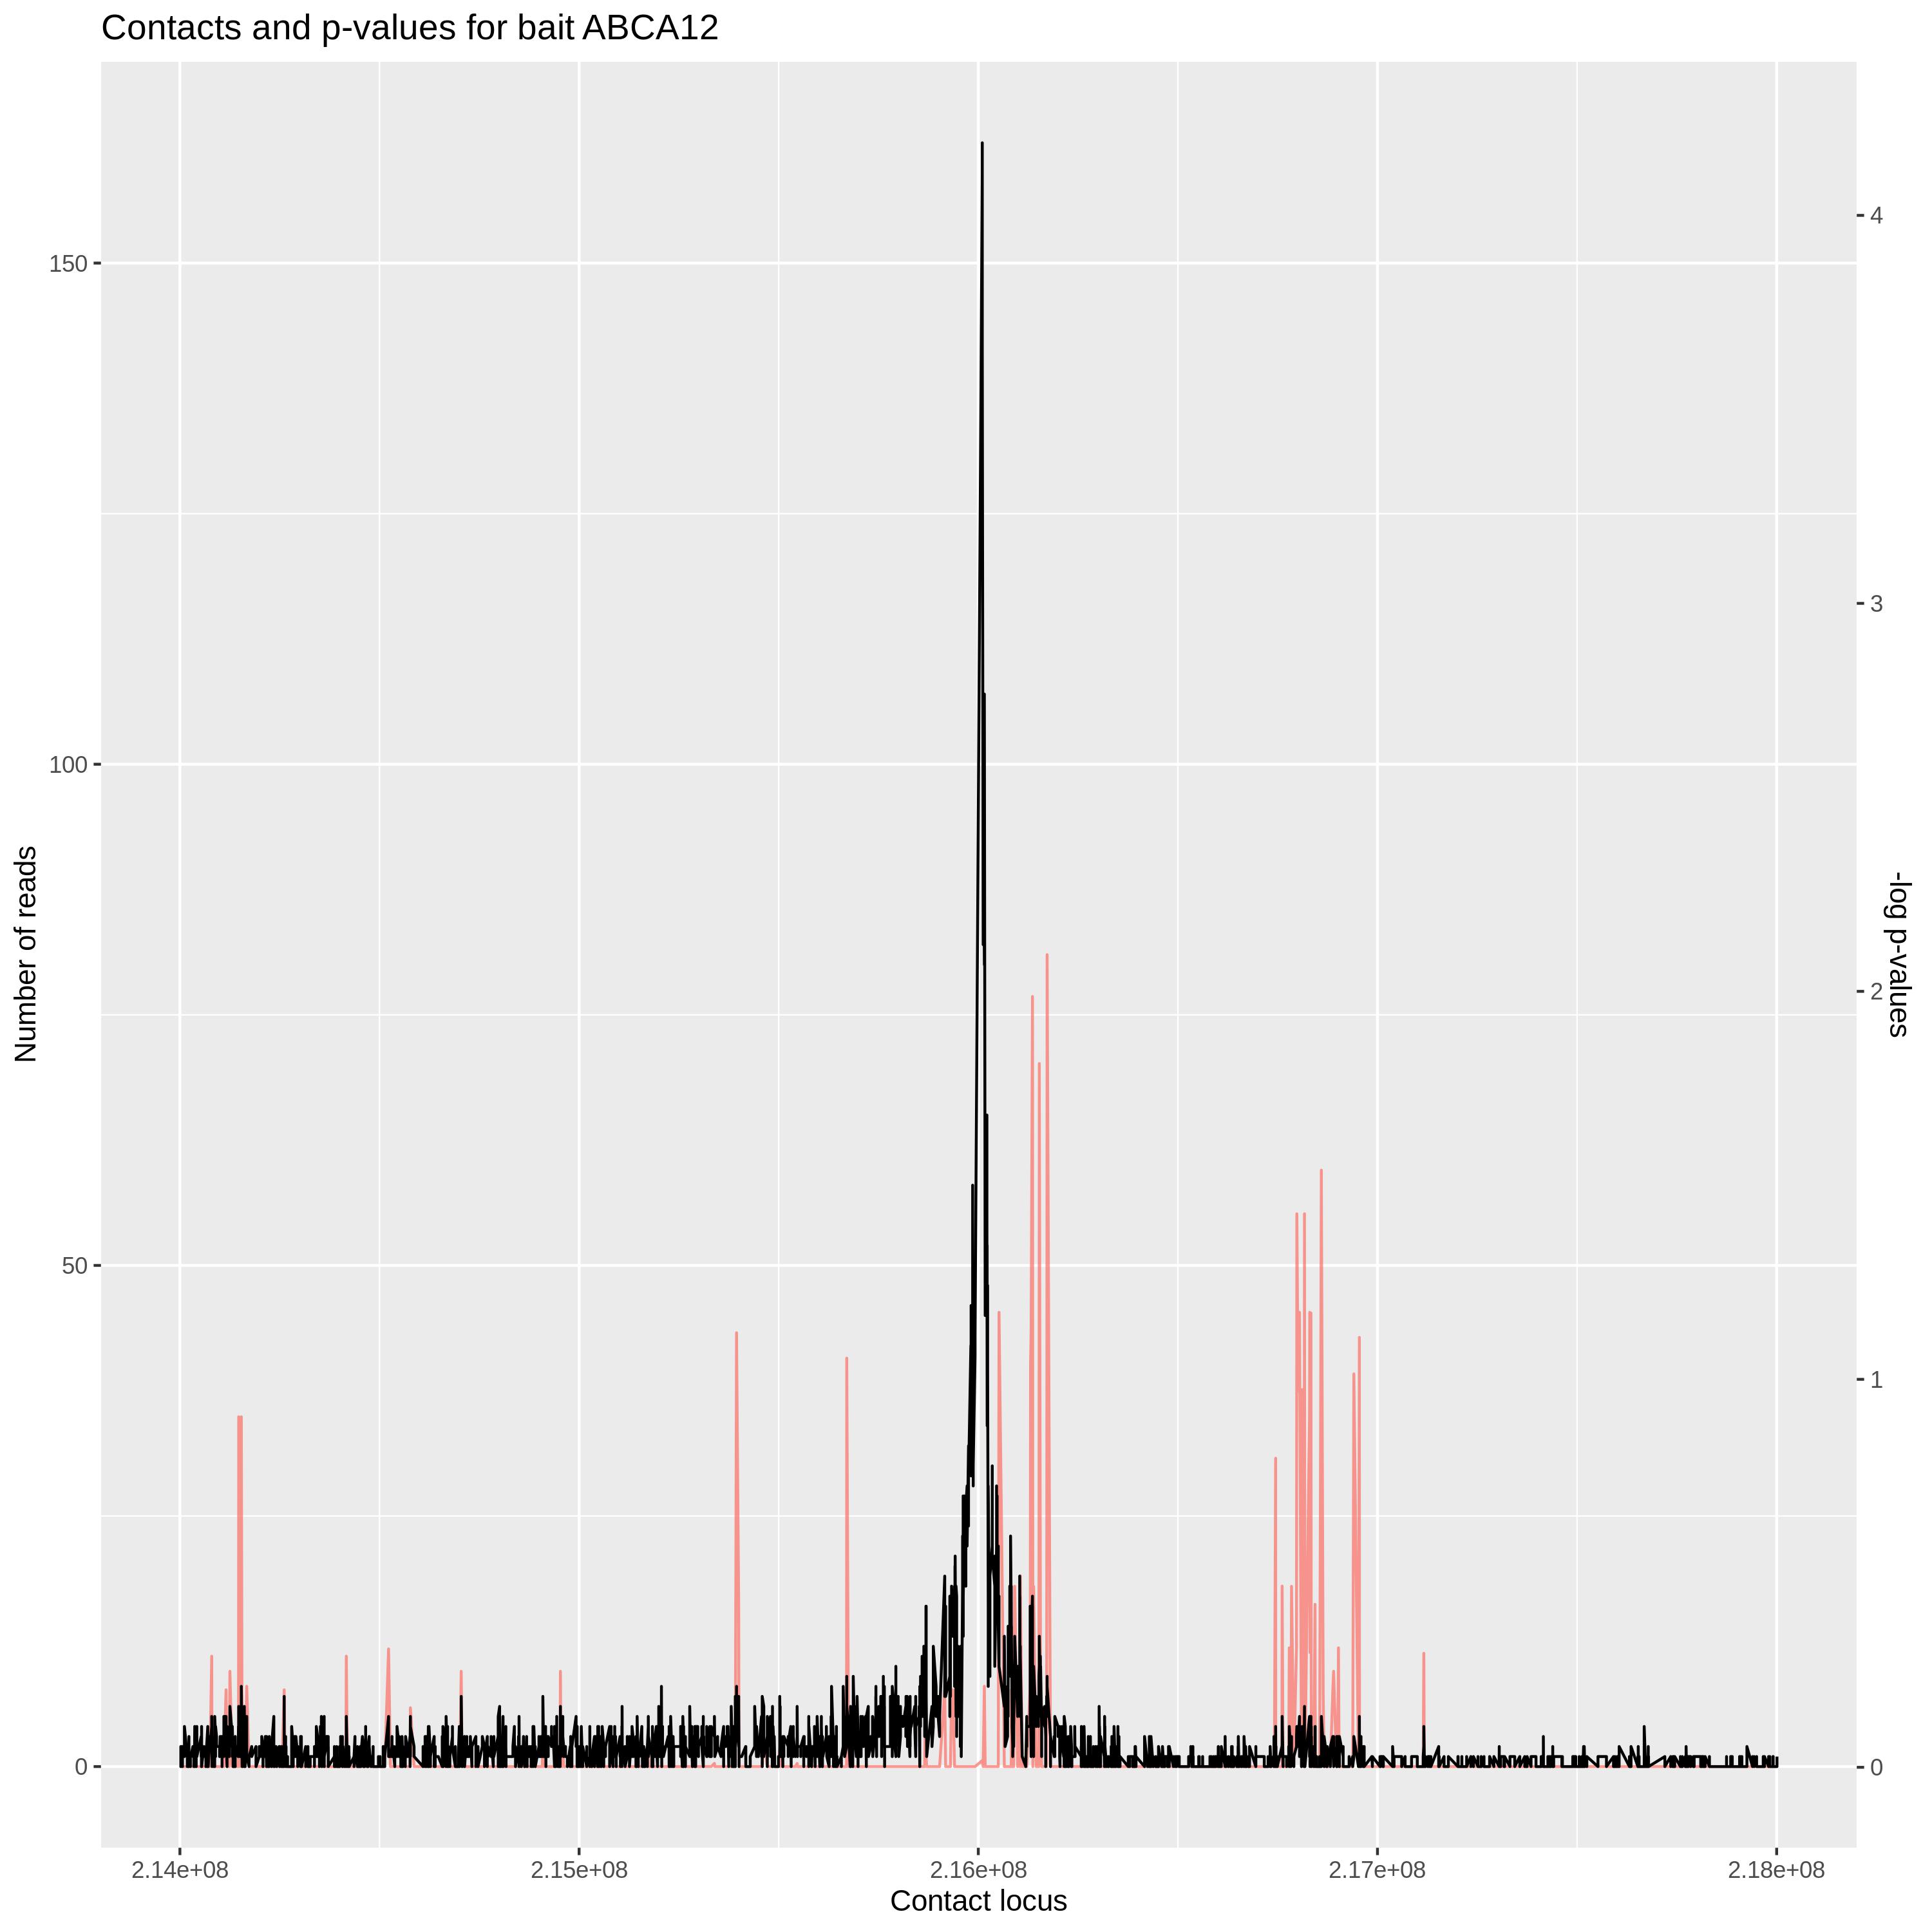 Contacts and p-values for bait ABCA12
Number of reads
150
100
50
0
4
3
2
1
0
-log p-values
2.14e+08 2.15e+08 2.16e+08 2.17e+08 2.18e+08
Contact locus